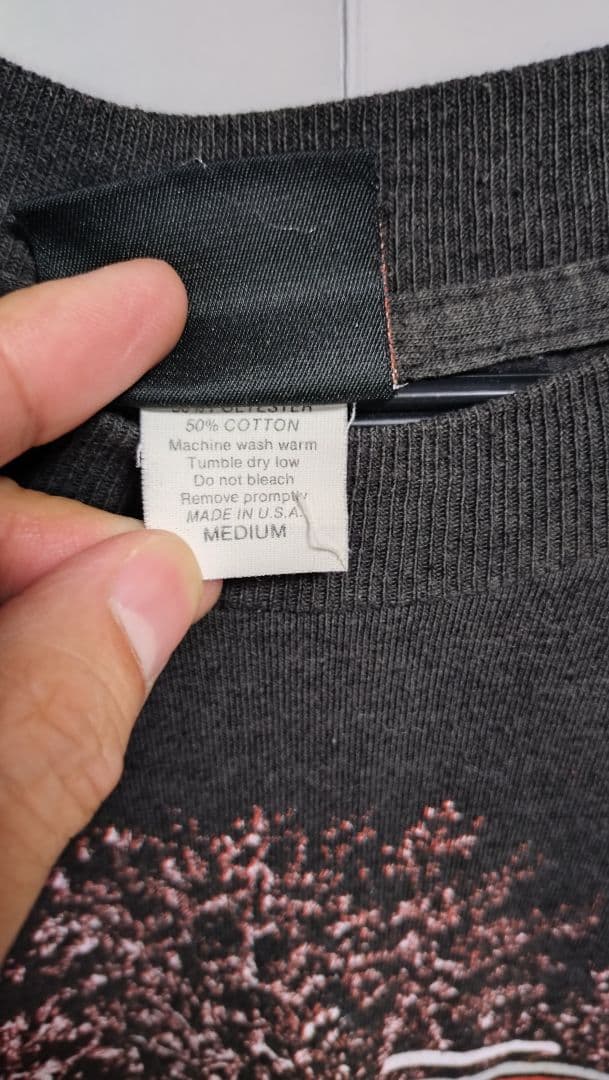 50% COTTON
Machine wash warm
Tumble dry low
Do not bleach
Remove promptly
MADE IN U.S.A.
MEDIUM